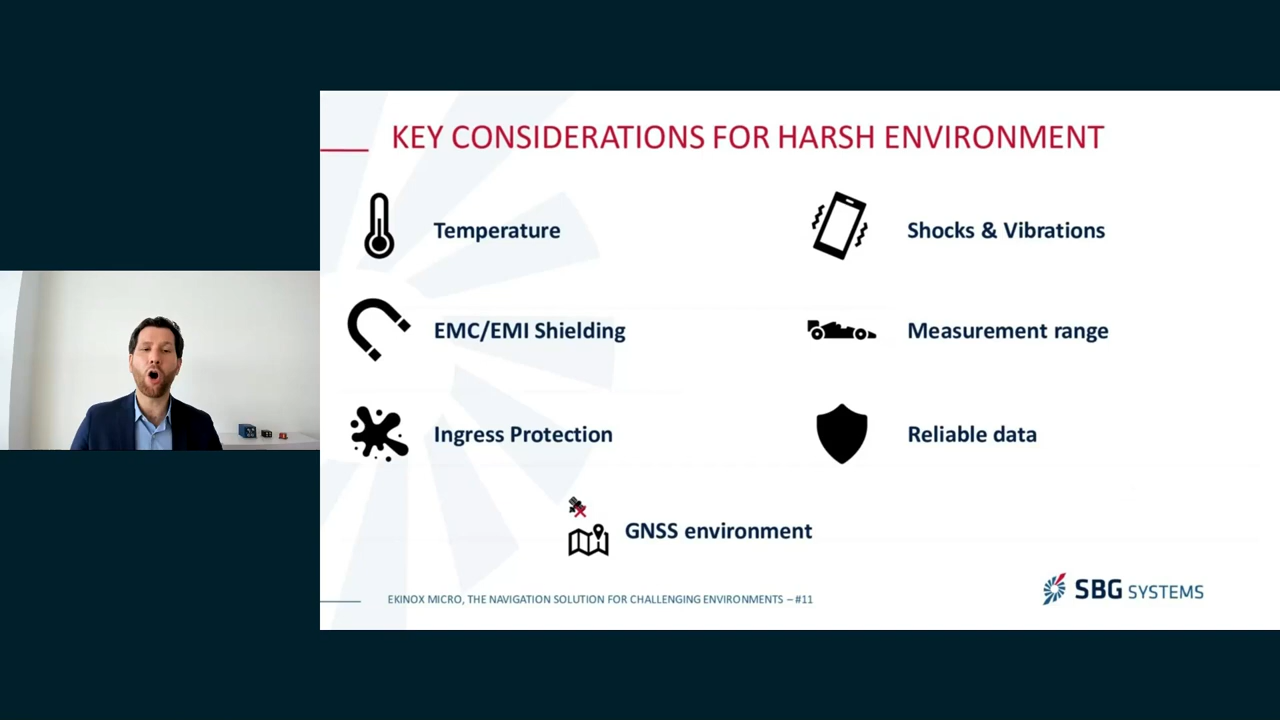 KEY CONSIDERATIONS FOR HARSH ENVIRONMENT
Temperature
Shocks & Vibrations
EMC/EMI Shielding
Measurement range
Ingress Protection
Reliable data
GNSS environment
EKINOX MICRO, THE NAVIGATION SOLUTION FOR CHALLENGING ENVIRONMENTS – #11
SBG SYSTEMS